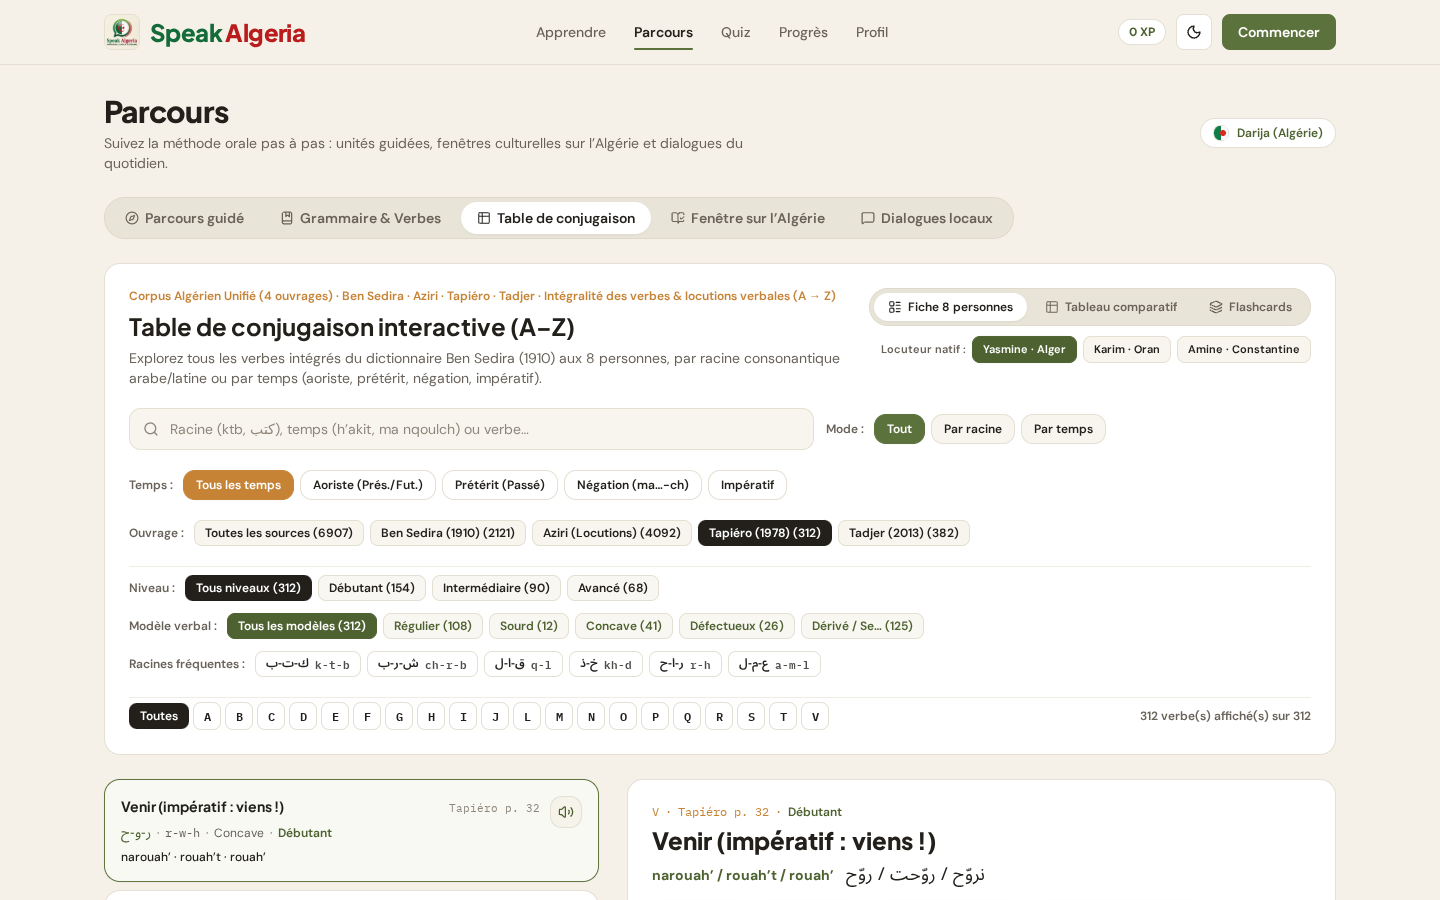 Speak Algeria
Speak Algeria
Apprendre Parcours Quiz Progrès Profil
0 XP
Commencer
Parcours
Suivez la méthode orale pas à pas : unités guidées, fenêtres culturelles sur l’Algérie et dialogues du
quotidien.
Darija (Algérie)
Parcours guidé Grammaire & Verbes Table de conjugaison Fenêtre sur l’Algérie Dialogues locaux
Corpus Algérien Unifié (4 ouvrages) · Ben Sedira · Aziri · Tapiéro · Tadjer · Intégralité des verbes & locutions verbales (A → Z)
Fiche 8 personnes Tableau comparatif Flashcards
Table de conjugaison interactive (A–Z)
Locuteur natif : Yasmine · Alger Karim · Oran Amine · Constantine
Explorez tous les verbes intégrés du dictionnaire Ben Sedira (1910) aux 8 personnes, par racine consonantique
arabe/latine ou par temps (aoriste, prétérit, négation, impératif).
Racine (ktb, كتب), temps (h’akit, ma nqoulch) ou verbe…
Mode : Tout Par racine Par temps
Temps : Tous les temps Aoriste (Prés./Fut.) Prétérit (Passé) Négation (ma…-ch) Impératif
Ouvrage : Toutes les sources (6907) Ben Sedira (1910) (2121) Aziri (Locutions) (4092) Tapiéro (1978) (312) Tadjer (2013) (382)
Niveau : Tous niveaux (312) Débutant (154) Intermédiaire (90) Avancé (68)
Modèle verbal : Tous les modèles (312) Régulier (108) Sourd (12) Concave (41) Défectueux (26) Dérivé / Se… (125)
Racines fréquentes : ك-ت-ب k-t-b ش-ر-ب ch-r-b ق-ا-ل q-l خ-ذ kh-d ر-ا-ح r-h ع-م-ل a-m-l
Toutes A B C D E F G H I J L M N O P Q R S T V
312 verbe(s) affiché(s) sur 312
Venir (impératif : viens !)
Tapiéro p. 32
ر-و-ح · r-w-h · Concave · Débutant
narouah’ · rouah’t · rouah’
V · Tapiéro p. 32 · Débutant
Venir (impératif : viens !)
narouah’ / rouah’t / rouah’ نروّح / روّحت / روّح